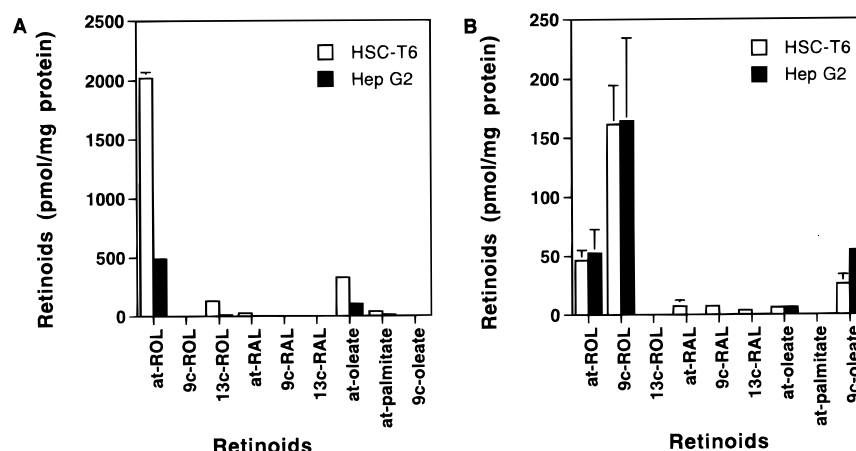 A
Retinoids (pmol/mg protein)
2500
2000
1500
1000
500
0
HSC-T6
Hep G2
at-ROL
9c-ROL
13c-ROL
at-RAL
9c-RAL
13c-RAL
at-oleate
at-palmitate
9c-oleate
Retinoids
B
Retinoids (pmol/mg protein)
250
200
150
100
50
0
HSC-T6
Hep G2
at-ROL
9c-ROL
13c-ROL
at-RAL
9c-RAL
13c-RAL
at-oleate
at-palmitate
9c-oleate
Retinoids